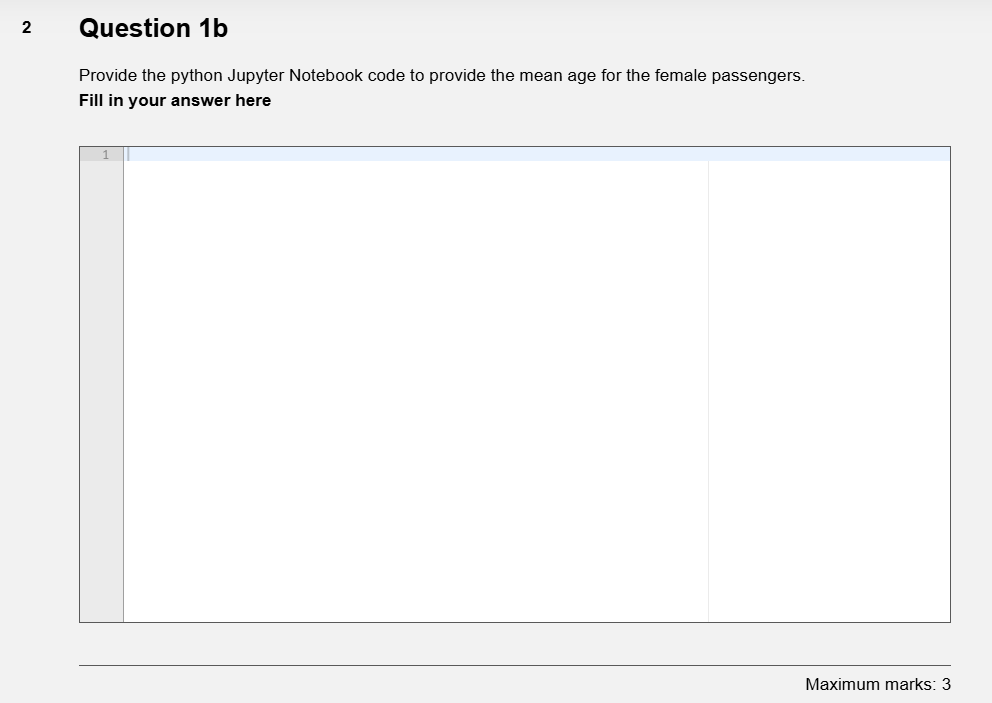 2
Question 1b
Provide the python Jupyter Notebook code to provide the mean age for the female passengers.
Fill in your answer here
1
Maximum marks: 3